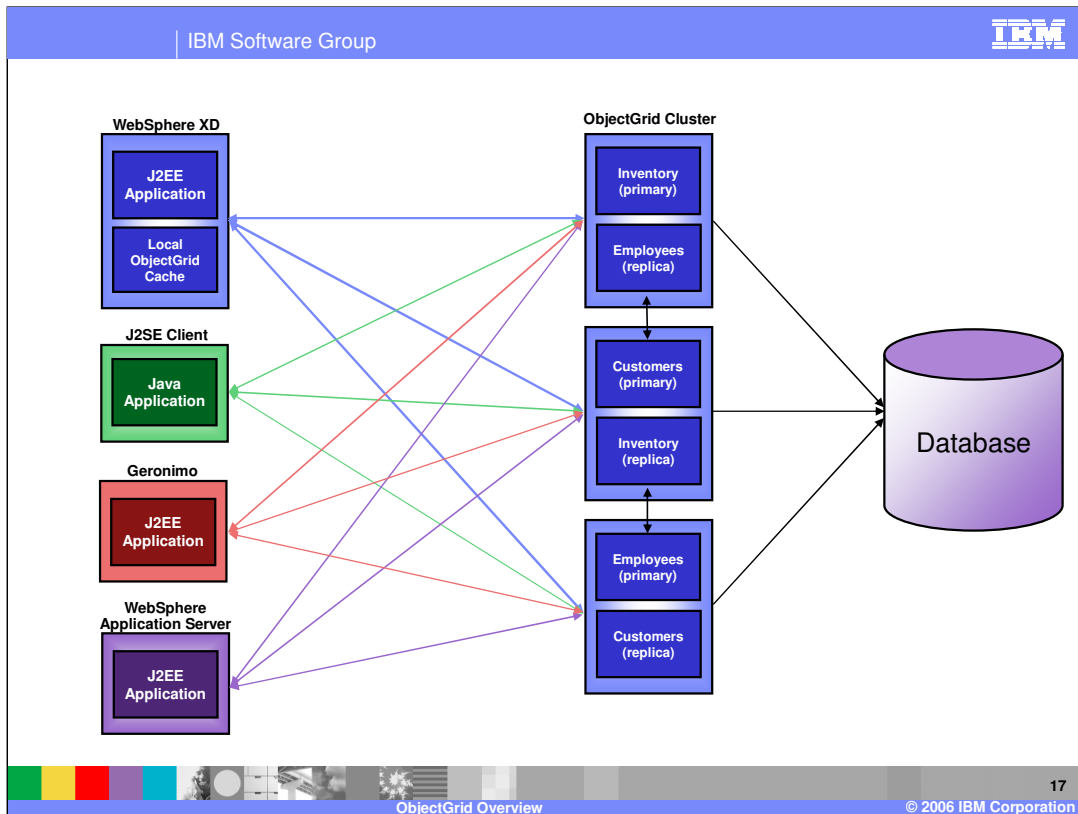 IBM Software Group
IBM
WebSphere XD
J2EE
Application
Local
ObjectGrid
Cache
J2SE Client
Java
Application
Geronimo
J2EE
Application
WebSphere
Application Server
J2EE
Application
ObjectGrid Cluster
Inventory
(primary)
Employees
(replica)
Customers
(primary)
Inventory
(replica)
Employees
(primary)
Customers
(replica)
Database
17
ObjectGrid Overview
© 2006 IBM Corporation